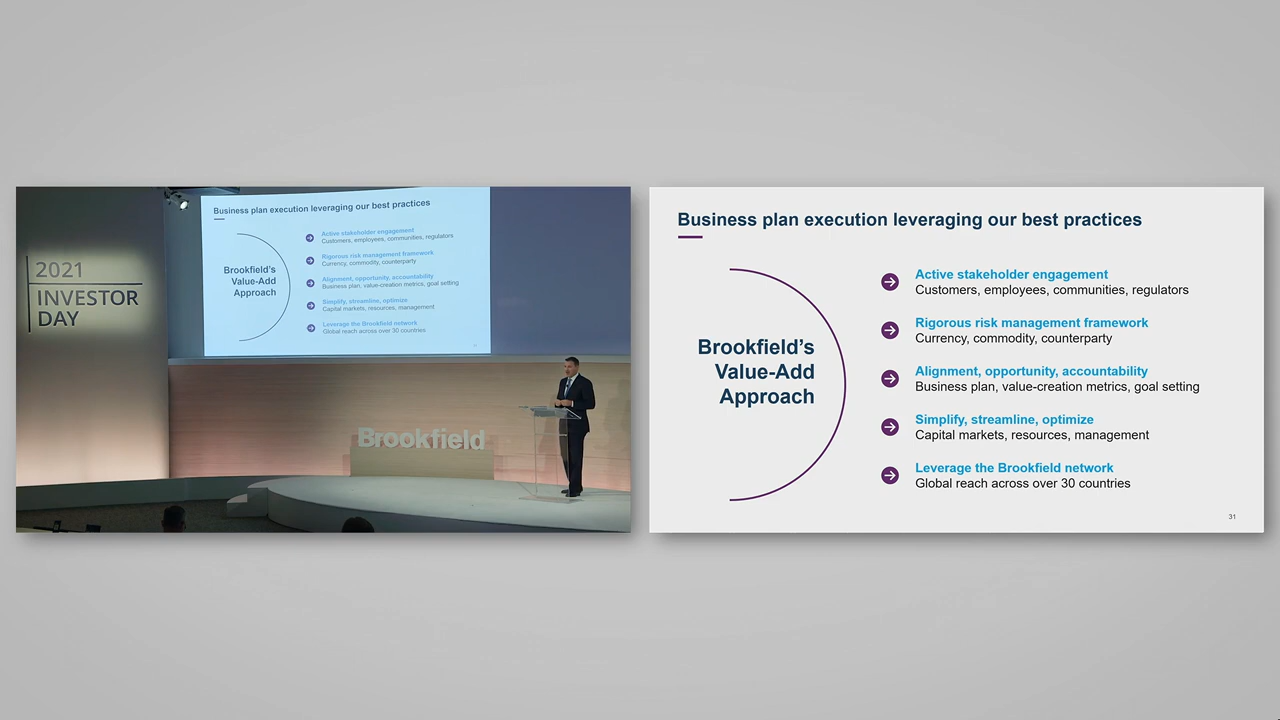 2021
INVESTOR
DAY
Business plan execution leveraging our best practices
Brookfield's
Value-Add
Approach
Active stakeholder engagement
Customers, employees, communities, regulators
Rigorous risk management framework
Currency, commodity, counterparty
Alignment, opportunity, accountability
Business plan, value-creation metrics, goal setting
Simplify, streamline, optimize
Capital markets, resources, management
Leverage the Brookfield network
Global reach across over 30 countries
Brookfield
Business plan execution leveraging our best practices
Brookfield’s
Value-Add
Approach
Active stakeholder engagement
Customers, employees, communities, regulators
Rigorous risk management framework
Currency, commodity, counterparty
Alignment, opportunity, accountability
Business plan, value-creation metrics, goal setting
Simplify, streamline, optimize
Capital markets, resources, management
Leverage the Brookfield network
Global reach across over 30 countries
31